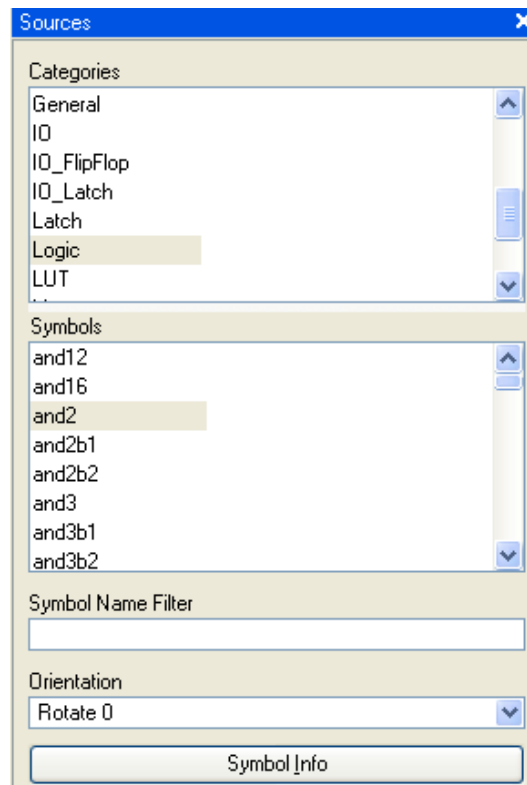 Sources
Categories
General
IO
IO_FlipFlop
IO_Latch
Latch
Logic
LUT
Symbols
and12
and16
and2
and2b1
and2b2
and3
and3b1
and3b2
Symbol Name Filter
Orientation
Rotate 0
Symbol Info